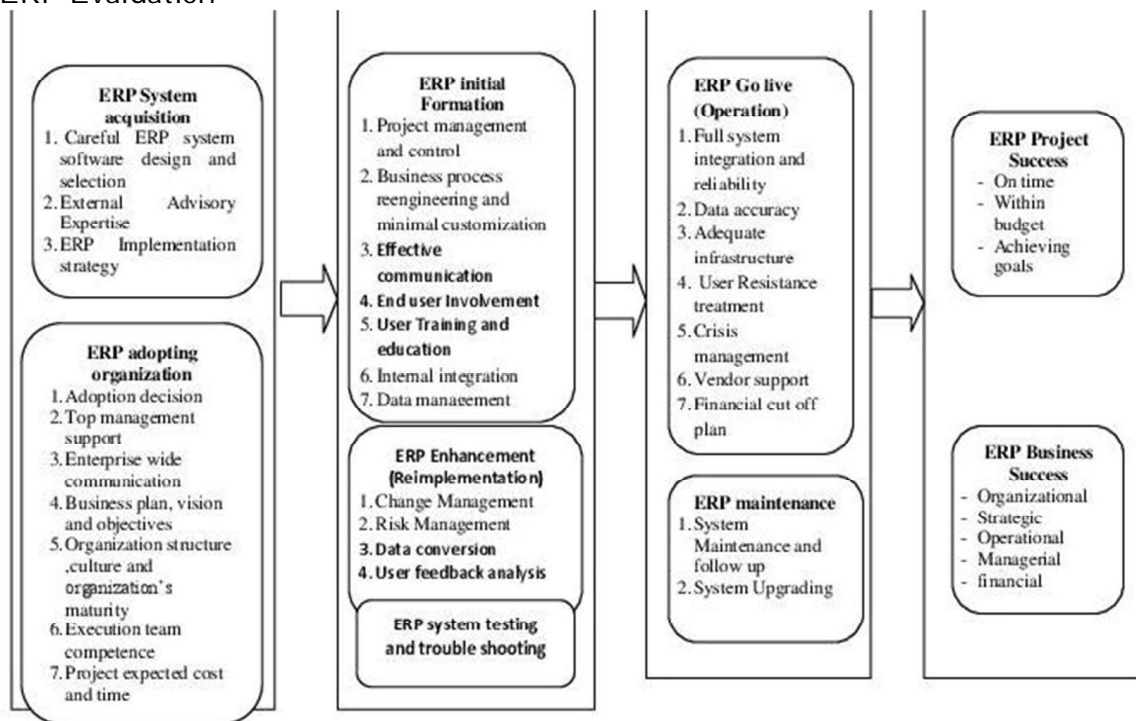 ERP Evaluation
ERP System
acquisition
1. Careful ERP system
software design and
selection
2. External Advisory
Expertise
3. ERP Implementation
strategy
ERP adopting
organization
1. Adoption decision
2. Top management
support
3. Enterprise wide
communication
4. Business plan, vision
and objectives
5. Organization structure
,culture and
organization's
maturity
6. Execution team
competence
7. Project expected cost
and time
ERP initial
Formation
1. Project management
and control
2. Business process
reengineering and
minimal customization
3. Effective
communication
4. End user Involvement
5. User Training and
education
6. Internal integration
7. Data management
ERP Enhancement
(Reimplementation)
1. Change Management
2. Risk Management
3. Data conversion
4. User feedback analysis
ERP system testing
and trouble shooting
ERP Go live
(Operation)
1. Full system
integration and
reliability
2. Data accuracy
3. Adequate
infrastructure
4. User Resistance
treatment
5. Crisis
management
6. Vendor support
7. Financial cut off
plan
ERP maintenance
1. System
Maintenance and
follow up
2. System Upgrading
ERP Project
Success
- On time
- Within
budget
- Achieving
goals
ERP Business
Success
- Organizational
- Strategic
- Operational
- Managerial
- financial